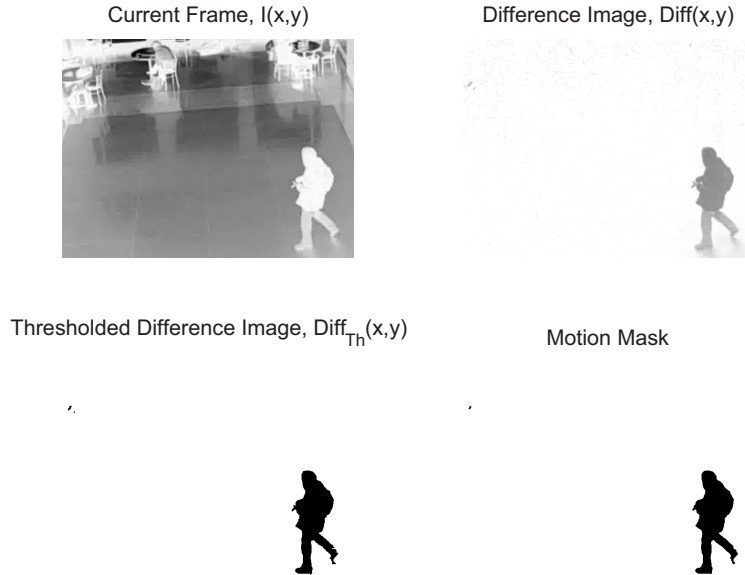 Current Frame, I(x,y)
Difference Image, Diff(x,y)
Thresholded Difference Image, Diff_Th(x,y)
Motion Mask